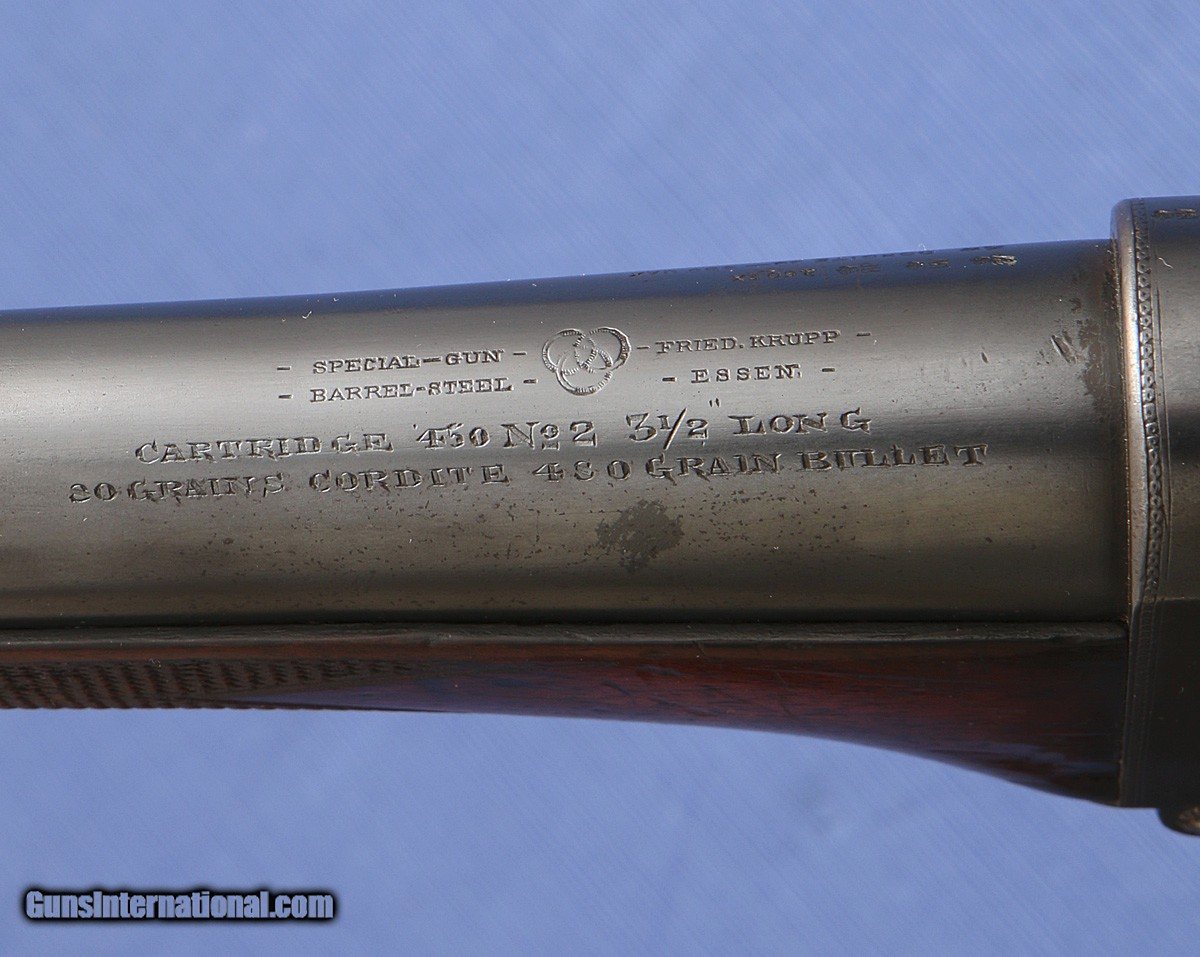 - SPECIAL-GUN - - FRIED. KRUPP -
- BARREL-STEEL - - ESSEN -
CARTRIDGE 450 No 2 3 1/2" LONG
80 GRAINS CORDITE 480 GRAIN BULLET
GunsInternational.com